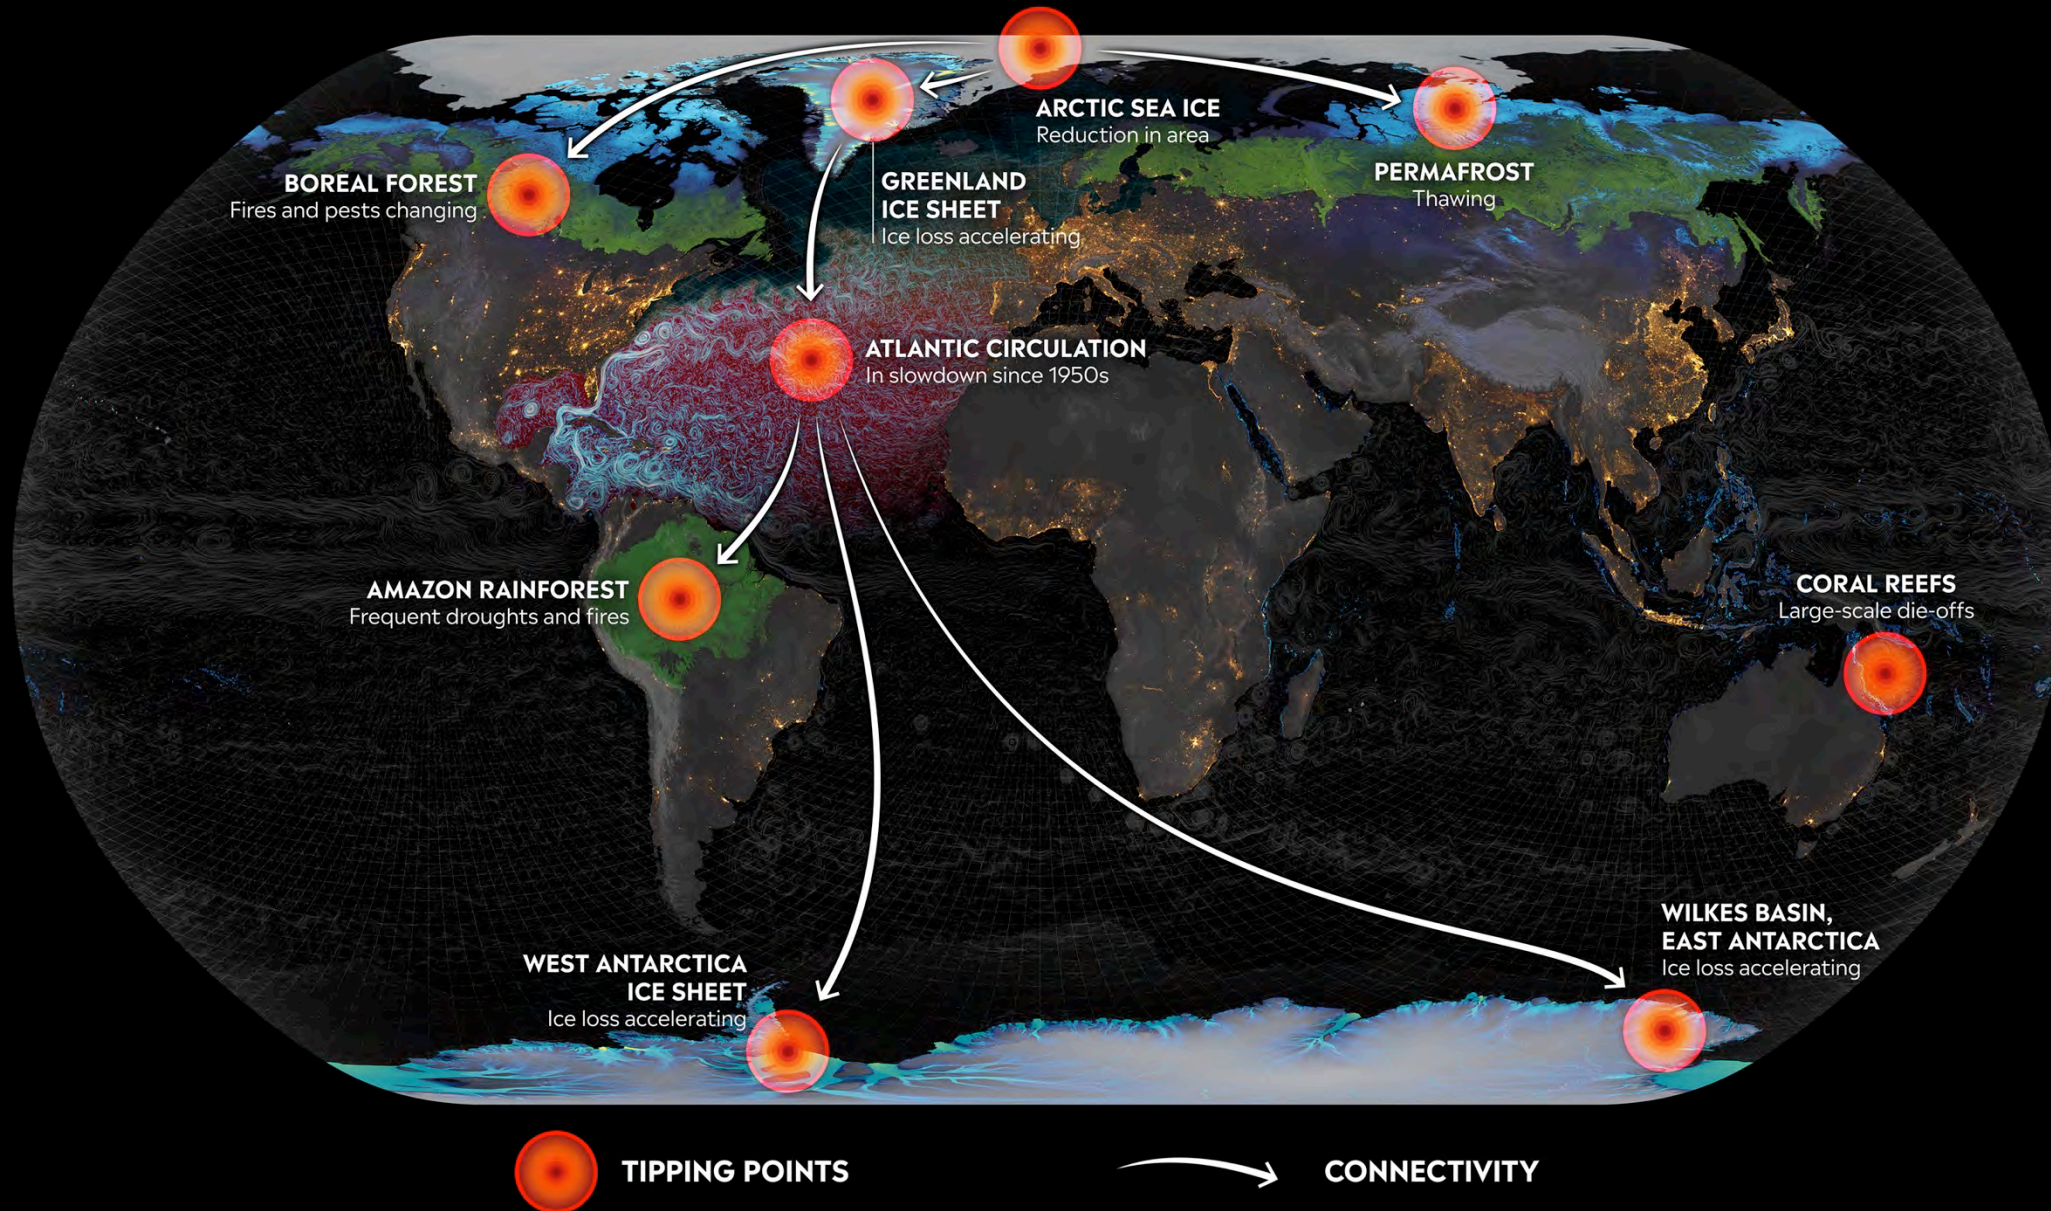 ARCTIC SEA ICE
Reduction in area
BOREAL FOREST
Fires and pests changing
GREENLAND
ICE SHEET
Ice loss accelerating
PERMAFROST
Thawing
ATLANTIC CIRCULATION
In slowdown since 1950s
AMAZON RAINFOREST
Frequent droughts and fires
CORAL REEFS
Large-scale die-offs
WEST ANTARCTICA
ICE SHEET
Ice loss accelerating
WILKES BASIN,
EAST ANTARCTICA
Ice loss accelerating
TIPPING POINTS
CONNECTIVITY